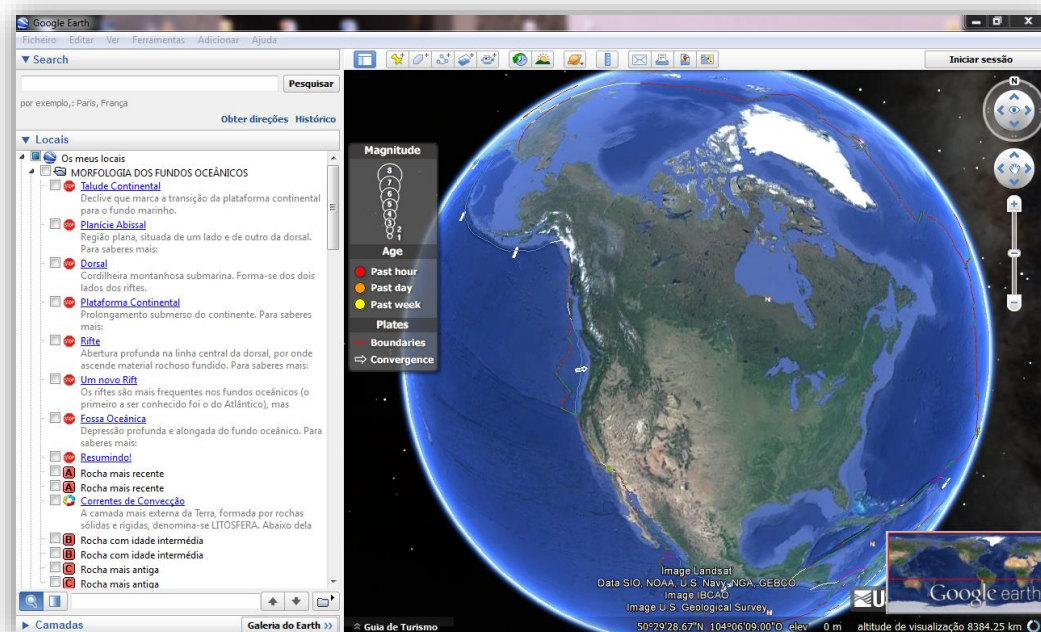 Google Earth
Ficheiro Editar Ver Ferramentas Adicionar Ajuda
Search
Pesquisar
por exemplo,: Paris, França
Obter direções Histórico
Locais
Os meus locais
MORFOLOGIA DOS FUNDOS OCEÂNICOS
STOP Talude Continental
Declive que marca a transição da plataforma continental
para o fundo marinho.
STOP Planície Abissal
Região plana, situada de um lado e de outro da dorsal.
Para saberes mais:
STOP Dorsal
Cordilheira montanhosa submarina. Forma-se dos dois
lados dos riftes.
STOP Plataforma Continental
Prolongamento submerso do continente. Para saberes
mais:
STOP Rifte
Abertura profunda na linha central da dorsal, por onde
ascende material rochoso fundido. Para saberes mais:
STOP Um novo Rift
Os riftes são mais frequentes nos fundos oceânicos (o
primeiro a ser conhecido foi o do Atlântico), mas
STOP Fossa Oceânica
Depressão profunda e alongada do fundo oceânico. Para
saberes mais:
STOP Resumindo!
A Rocha mais recente
A Rocha mais recente
Correntes de Convecção
A camada mais externa da Terra, formada por rochas
sólidas e rígidas, denomina-se LITOSFERA. Abaixo dela
B Rocha com idade intermédia
B Rocha com idade intermédia
C Rocha mais antiga
C Rocha mais antiga
Camadas
Galeria do Earth >>
Iniciar sessão
N
Magnitude
8
7
6
5
4
3
2
1
Age
Past hour
Past day
Past week
Plates
Boundaries
Convergence
Image Landsat
Data SIO, NOAA, U.S. Navy, NGA, GEBCO
Image IBCAO
Image U.S. Geological Survey
Google earth
Guia de Turismo
50°29'28.67"N 104°06'09.00"O elev 0 m altitude de visualização 8384.25 km